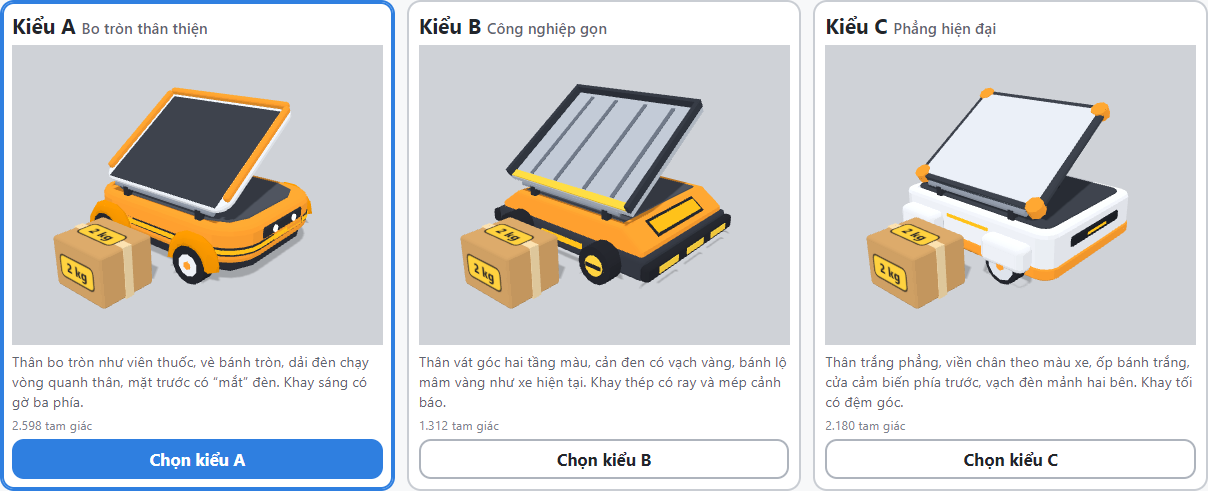 Kiểu A Bo tròn thân thiện
2 kg
2 kg
Thân bo tròn như viên thuốc, vè bánh tròn, dải đèn chạy
vòng quanh thân, mặt trước có “mắt” đèn. Khay sáng có
gờ ba phía.
2.598 tam giác
Chọn kiểu A
Kiểu B Công nghiệp gọn
2 kg
2 kg
Thân vát góc hai tầng màu, cản đen có vạch vàng, bánh lộ
mâm vàng như xe hiện tại. Khay thép có ray và mép cảnh
báo.
1.312 tam giác
Chọn kiểu B
Kiểu C Phẳng hiện đại
2 kg
2 kg
Thân trắng phẳng, viền chân theo màu xe, ốp bánh trắng,
cửa cảm biến phía trước, vạch đèn mảnh hai bên. Khay tối
có đệm góc.
2.180 tam giác
Chọn kiểu C